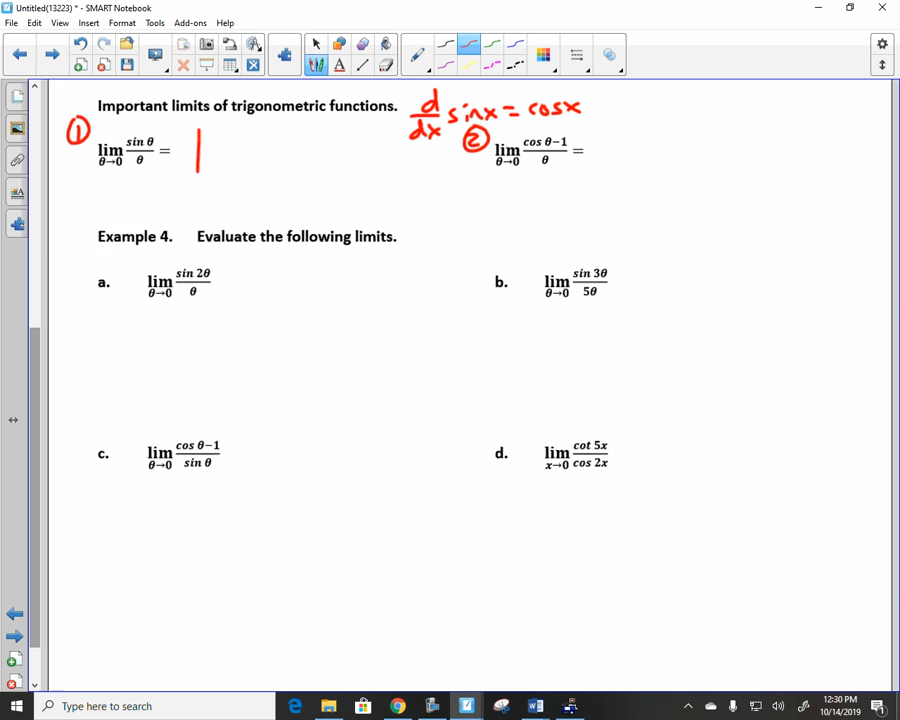 Untitled(13223) * - SMART Notebook
File Edit View Insert Format Tools Add-ons Help
Important limits of trigonometric functions. d/dx sinx = cosx
① lim θ→0 sin θ/θ = 1
② lim θ→0 cos θ−1/θ =
Example 4. Evaluate the following limits.
a. lim θ→0 sin 2θ/θ
b. lim θ→0 sin 3θ/5θ
c. lim θ→0 cos θ−1/sin θ
d. lim x→0 cot 5x/cos 2x
Type here to search
12:30 PM
10/14/2019
1